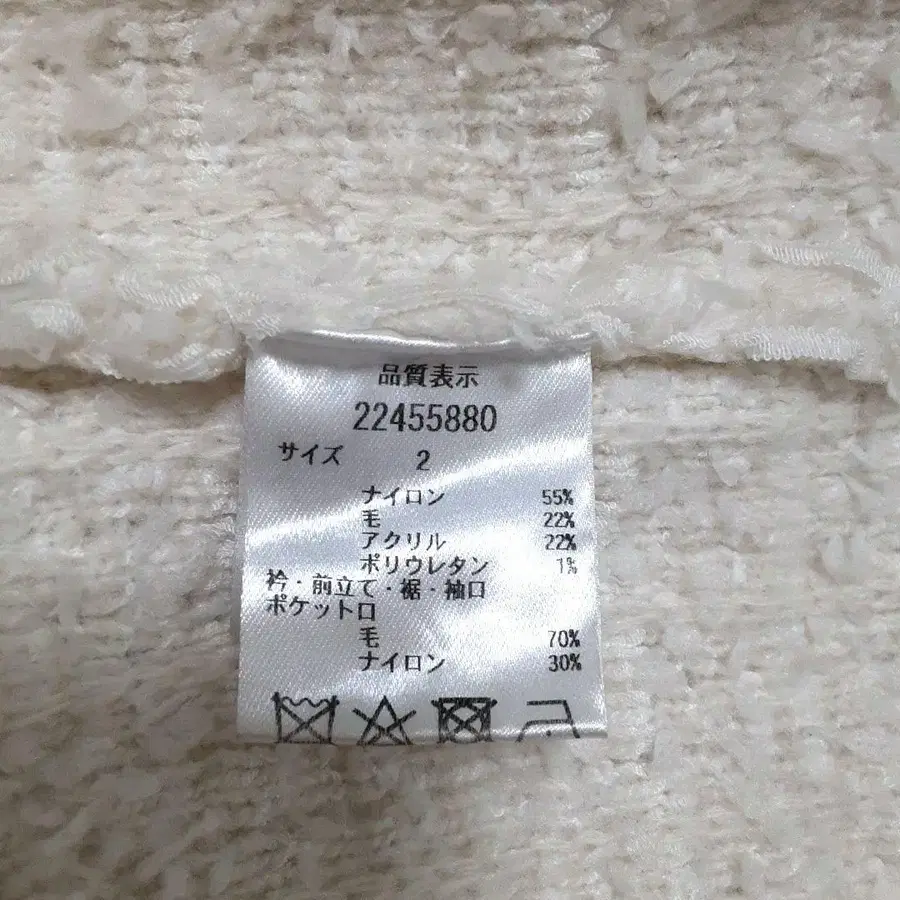 品質表示
22455880
サイズ 2
ナイロン 55%
毛 22%
アクリル 22%
ポリウレタン 1%
衿・前立て・裾・袖口
ポケット口
毛 70%
ナイロン 30%